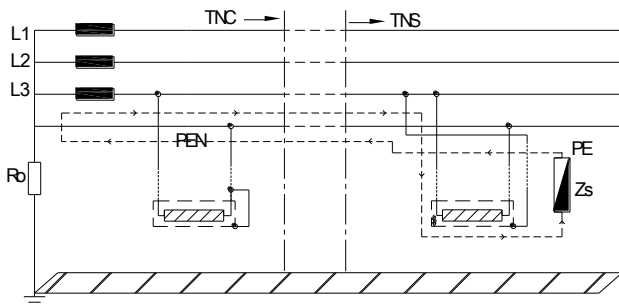 TNC TNS
L1
L2
L3
PEN PE
Ro Zs